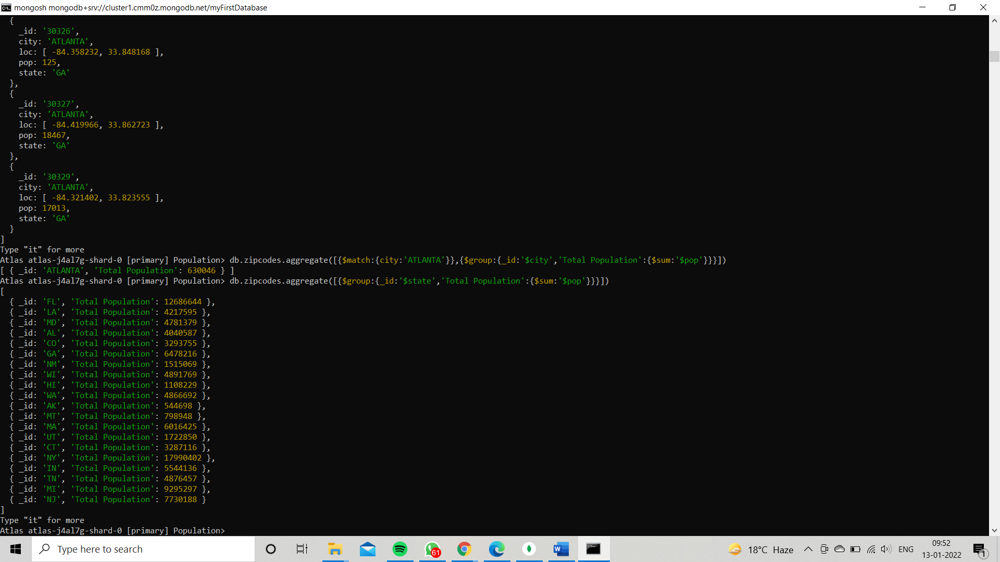 mongosh mongodb+srv://cluster1.cmm0z.mongodb.net/myFirstDatabase
  {
    _id: '30326',
    city: 'ATLANTA',
    loc: [ -84.358232, 33.848168 ],
    pop: 125,
    state: 'GA'
  },
  {
    _id: '30327',
    city: 'ATLANTA',
    loc: [ -84.419966, 33.862723 ],
    pop: 18467,
    state: 'GA'
  },
  {
    _id: '30329',
    city: 'ATLANTA',
    loc: [ -84.321402, 33.823555 ],
    pop: 17013,
    state: 'GA'
  }
]
Type "it" for more
Atlas atlas-j4al7g-shard-0 [primary] Population> db.zipcodes.aggregate([{$match:{city:'ATLANTA'}},{$group:{_id:'$city','Total Population':{$sum:'$pop'}}}])
[ { _id: 'ATLANTA', 'Total Population': 630046 } ]
Atlas atlas-j4al7g-shard-0 [primary] Population> db.zipcodes.aggregate([{$group:{_id:'$state','Total Population':{$sum:'$pop'}}}])
[
  { _id: 'FL', 'Total Population': 12686644 },
  { _id: 'LA', 'Total Population': 4217595 },
  { _id: 'MD', 'Total Population': 4781379 },
  { _id: 'AL', 'Total Population': 4040587 },
  { _id: 'CO', 'Total Population': 3293755 },
  { _id: 'GA', 'Total Population': 6478216 },
  { _id: 'NM', 'Total Population': 1515069 },
  { _id: 'WI', 'Total Population': 4891769 },
  { _id: 'HI', 'Total Population': 1108229 },
  { _id: 'WA', 'Total Population': 4866692 },
  { _id: 'AK', 'Total Population': 544698 },
  { _id: 'MT', 'Total Population': 798948 },
  { _id: 'MA', 'Total Population': 6016425 },
  { _id: 'UT', 'Total Population': 1722850 },
  { _id: 'CT', 'Total Population': 3287116 },
  { _id: 'NY', 'Total Population': 17990402 },
  { _id: 'IN', 'Total Population': 5544136 },
  { _id: 'TN', 'Total Population': 4876457 },
  { _id: 'MI', 'Total Population': 9295297 },
  { _id: 'NJ', 'Total Population': 7730188 }
]
Type "it" for more
Atlas atlas-j4al7g-shard-0 [primary] Population>
Type here to search
61
W
18°C Haze
ENG
09:52
13-01-2022
1